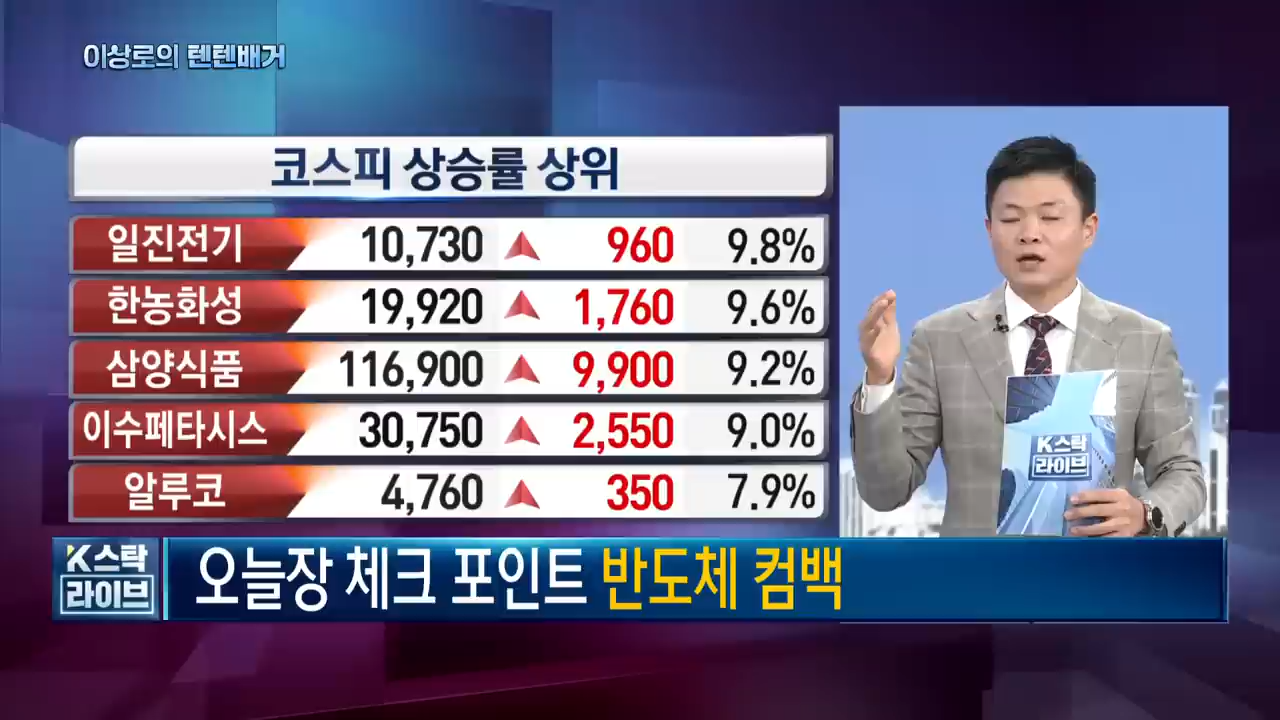 이상로의 텐텐배거
코스피 상승률 상위
일진전기 10,730 ▲ 960 9.8%
한농화성 19,920 ▲ 1,760 9.6%
삼양식품 116,900 ▲ 9,900 9.2%
이수페타시스 30,750 ▲ 2,550 9.0%
알루코 4,760 ▲ 350 7.9%
K스탁
라이브
K스탁
라이브
오늘장 체크 포인트 반도체 컴백